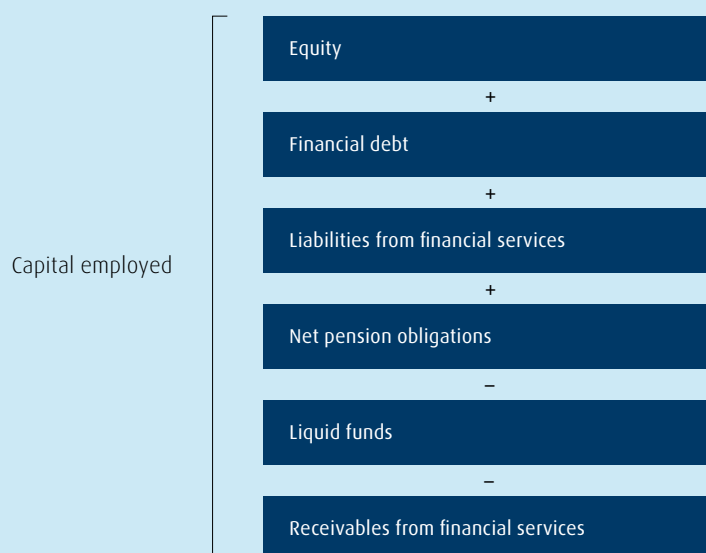 Equity
+
Financial debt
+
Liabilities from financial services
+
Capital employed
Net pension obligations
–
Liquid funds
–
Receivables from financial services